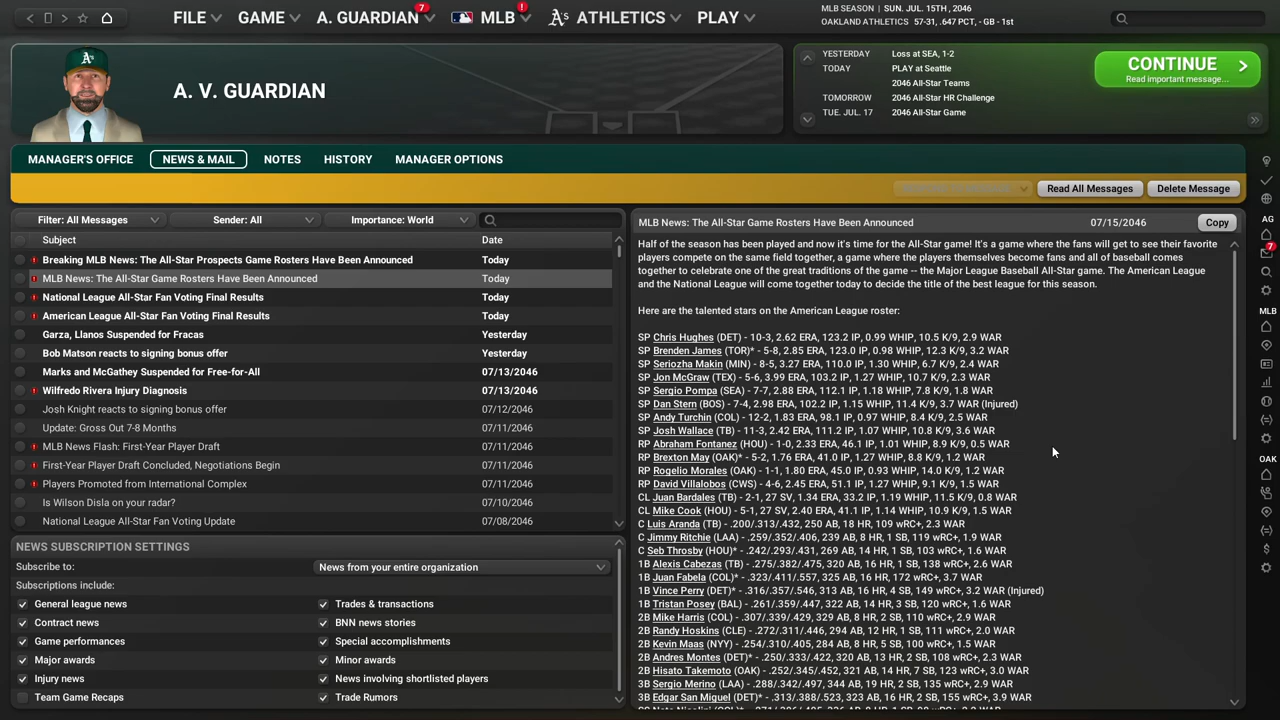 FILE
GAME
A. GUARDIAN
7
MLB
!
A's
ATHLETICS
PLAY
MLB SEASON | SUN. JUL. 15TH , 2046
OAKLAND ATHLETICS 57-31, .647 PCT, - GB - 1st
A. V. GUARDIAN
YESTERDAY Loss at SEA, 1-2
TODAY PLAY at Seattle
2046 All-Star Teams
TOMORROW 2046 All-Star HR Challenge
TUE. JUL. 17 2046 All-Star Game
CONTINUE
Read important message...
MANAGER'S OFFICE
NEWS & MAIL
NOTES
HISTORY
MANAGER OPTIONS
Read All Messages
Delete Message
Filter: All Messages
Sender: All
Importance: World
Subject Date
Breaking MLB News: The All-Star Prospects Game Rosters Have Been Announced Today
MLB News: The All-Star Game Rosters Have Been Announced Today
National League All-Star Fan Voting Final Results Today
American League All-Star Fan Voting Final Results Today
Garza, Llanos Suspended for Fracas Yesterday
Bob Matson reacts to signing bonus offer Yesterday
Marks and McGathey Suspended for Free-for-All 07/13/2046
Wilfredo Rivera Injury Diagnosis 07/13/2046
Josh Knight reacts to signing bonus offer 07/12/2046
Update: Gross Out 7-8 Months 07/11/2046
MLB News Flash: First-Year Player Draft 07/11/2046
First-Year Player Draft Concluded, Negotiations Begin 07/11/2046
Players Promoted from International Complex 07/11/2046
Is Wilson Disla on your radar? 07/10/2046
National League All-Star Fan Voting Update 07/08/2046
NEWS SUBSCRIPTION SETTINGS
Subscribe to: News from your entire organization
Subscriptions include:
General league news Trades & transactions
Contract news BNN news stories
Game performances Special accomplishments
Major awards Minor awards
Injury news News involving shortlisted players
Team Game Recaps Trade Rumors
MLB News: The All-Star Game Rosters Have Been Announced 07/15/2046 Copy
Half of the season has been played and now it's time for the All-Star game! It's a game where the fans will get to see their favorite
players compete on the same field together, a game where the players themselves become fans and all of baseball comes
together to celebrate one of the great traditions of the game -- the Major League Baseball All-Star game. The American League
and the National League will come together today to decide the title of the best league for this season.
Here are the talented stars on the American League roster:
SP Chris Hughes (DET) - 10-3, 2.62 ERA, 123.2 IP, 0.99 WHIP, 10.5 K/9, 2.9 WAR
SP Brenden James (TOR)* - 5-8, 2.85 ERA, 123.0 IP, 0.98 WHIP, 12.3 K/9, 3.2 WAR
SP Seriozha Makin (MIN) - 8-5, 3.27 ERA, 110.0 IP, 1.30 WHIP, 6.7 K/9, 2.4 WAR
SP Jon McGraw (TEX) - 5-6, 3.99 ERA, 103.2 IP, 1.27 WHIP, 10.7 K/9, 2.3 WAR
SP Sergio Pompa (SEA) - 7-7, 2.88 ERA, 112.1 IP, 1.18 WHIP, 7.8 K/9, 1.8 WAR
SP Dan Stern (BOS) - 7-4, 2.98 ERA, 102.2 IP, 1.15 WHIP, 11.4 K/9, 3.7 WAR (Injured)
SP Andy Turchin (COL) - 12-2, 1.83 ERA, 98.1 IP, 0.97 WHIP, 8.4 K/9, 2.5 WAR
SP Josh Wallace (TB) - 11-3, 2.42 ERA, 111.2 IP, 1.07 WHIP, 10.8 K/9, 3.6 WAR
RP Abraham Fontanez (HOU) - 1-0, 2.33 ERA, 46.1 IP, 1.01 WHIP, 8.9 K/9, 0.5 WAR
RP Brexton May (OAK)* - 5-2, 1.76 ERA, 41.0 IP, 1.27 WHIP, 8.8 K/9, 1.2 WAR
RP Rogelio Morales (OAK) - 1-1, 1.80 ERA, 45.0 IP, 0.93 WHIP, 14.0 K/9, 1.2 WAR
RP David Villalobos (CWS) - 4-6, 2.45 ERA, 51.1 IP, 1.27 WHIP, 9.1 K/9, 1.5 WAR
CL Juan Bardales (TB) - 2-1, 27 SV, 1.34 ERA, 33.2 IP, 1.19 WHIP, 11.5 K/9, 0.8 WAR
CL Mike Cook (HOU) - 5-1, 27 SV, 2.40 ERA, 41.1 IP, 1.14 WHIP, 10.9 K/9, 1.5 WAR
C Luis Aranda (TB) - .200/.313/.432, 250 AB, 18 HR, 109 wRC+, 2.3 WAR
C Jimmy Ritchie (LAA) - .259/.352/.406, 239 AB, 8 HR, 1 SB, 119 wRC+, 1.9 WAR
C Seb Throsby (HOU)* - .242/.293/.431, 269 AB, 14 HR, 1 SB, 103 wRC+, 1.6 WAR
1B Alexis Cabezas (TB) - .275/.382/.475, 320 AB, 16 HR, 1 SB, 138 wRC+, 2.6 WAR
1B Juan Fabela (COL)* - .323/.411/.557, 325 AB, 16 HR, 172 wRC+, 3.7 WAR
1B Vince Perry (DET)* - .316/.357/.546, 313 AB, 16 HR, 4 SB, 149 wRC+, 3.2 WAR (Injured)
1B Tristan Posey (BAL) - .261/.359/.447, 322 AB, 14 HR, 3 SB, 120 wRC+, 1.6 WAR
2B Mike Harris (COL) - .307/.339/.429, 329 AB, 8 HR, 2 SB, 110 wRC+, 2.9 WAR
2B Randy Hoskins (CLE) - .272/.311/.446, 294 AB, 12 HR, 1 SB, 111 wRC+, 2.0 WAR
2B Kevin Maas (NYY) - .254/.310/.405, 284 AB, 8 HR, 5 SB, 100 wRC+, 1.5 WAR
2B Andres Montes (DET)* - .250/.333/.422, 320 AB, 13 HR, 2 SB, 108 wRC+, 2.3 WAR
2B Hisato Takemoto (OAK) - .252/.345/.452, 321 AB, 14 HR, 7 SB, 123 wRC+, 3.0 WAR
3B Sergio Merino (LAA) - .288/.342/.497, 344 AB, 19 HR, 2 SB, 135 wRC+, 2.9 WAR
3B Edgar San Miguel (DET)* - .313/.388/.523, 323 AB, 16 HR, 2 SB, 155 wRC+, 3.9 WAR
AG
7
MLB
OAK